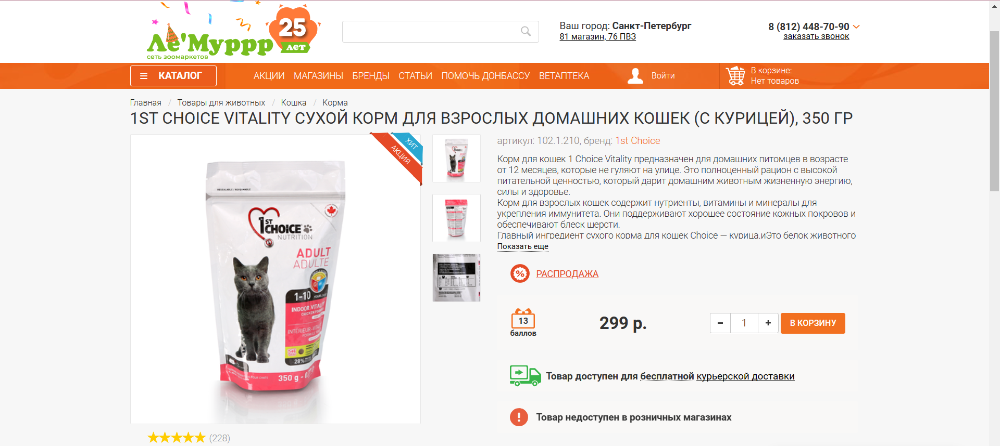 25
лет
Ле'Муррр
сеть зоомаркетов
Ваш город: Санкт-Петербург
81 магазин, 76 ПВЗ
8 (812) 448-70-90
заказать звонок
КАТАЛОГ
АКЦИИ МАГАЗИНЫ БРЕНДЫ СТАТЬИ ПОМОЧЬ ДОНБАССУ ВЕТАПТЕКА
Войти
В корзине:
Нет товаров
Главная / Товары для животных / Кошка / Корма
1ST CHOICE VITALITY СУХОЙ КОРМ ДЛЯ ВЗРОСЛЫХ ДОМАШНИХ КОШЕК (С КУРИЦЕЙ), 350 ГР
ХИТ
АКЦИЯ
RESEALABLE / REFERMABLE
1ST
CHOICE
NUTRITION
ADULT
ADULTE
1-10 YEARS
INDOOR VITALITY
CHICKEN FORMULA
INTÉRIEUR-VITAL
28%
350 g -
(228)
артикул: 102.1.210, бренд: 1st Choice
Корм для кошек 1 Choice Vitality предназначен для домашних питомцев в возрасте
от 12 месяцев, которые не гуляют на улице. Это полноценный рацион с высокой
питательной ценностью, который дарит домашним животным жизненную энергию,
силы и здоровье.
Корм для взрослых кошек содержит нутриенты, витамины и минералы для
укрепления иммунитета. Они поддерживают хорошее состояние кожных покровов и
обеспечивают блеск шерсти.
Главный ингредиент сухого корма для кошек Choice — курица.иЭто белок животного
Показать еще
РАСПРОДАЖА
13
баллов
299 р.
− 1 +
В КОРЗИНУ
Товар доступен для бесплатной курьерской доставки
Товар недоступен в розничных магазинах